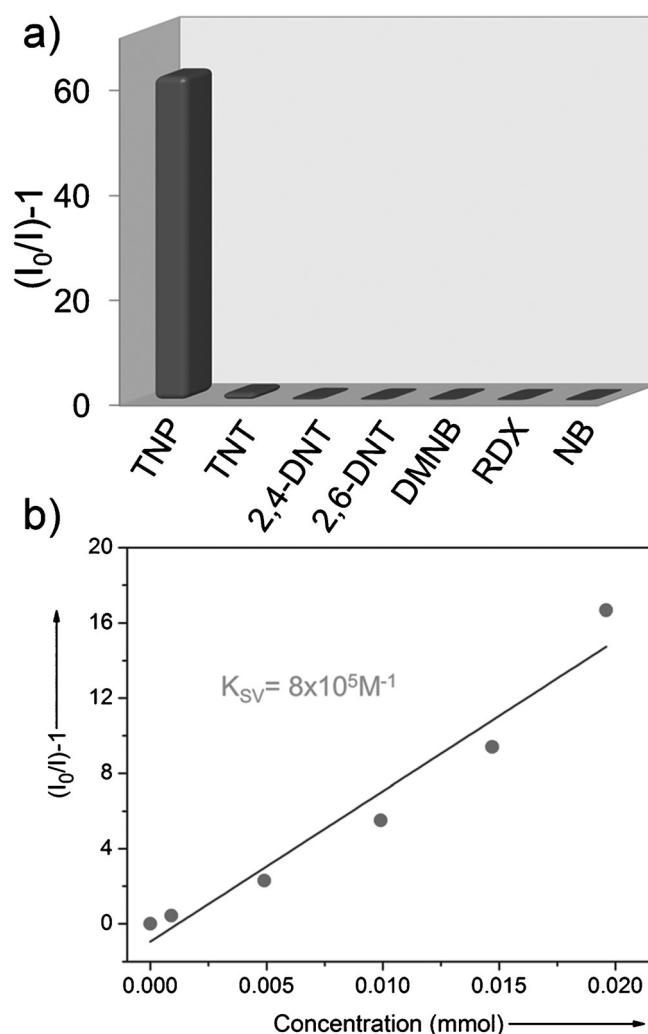 a)
60
40
20
0
(I₀/I)-1
TNP
TNT
2,4-DNT
2,6-DNT
DMNB
RDX
NB
b)
20
16
12
8
4
0
(I₀/I)-1
K_SV= 8x10⁵M⁻¹
0.000
0.005
0.010
0.015
0.020
Concentration (mmol)